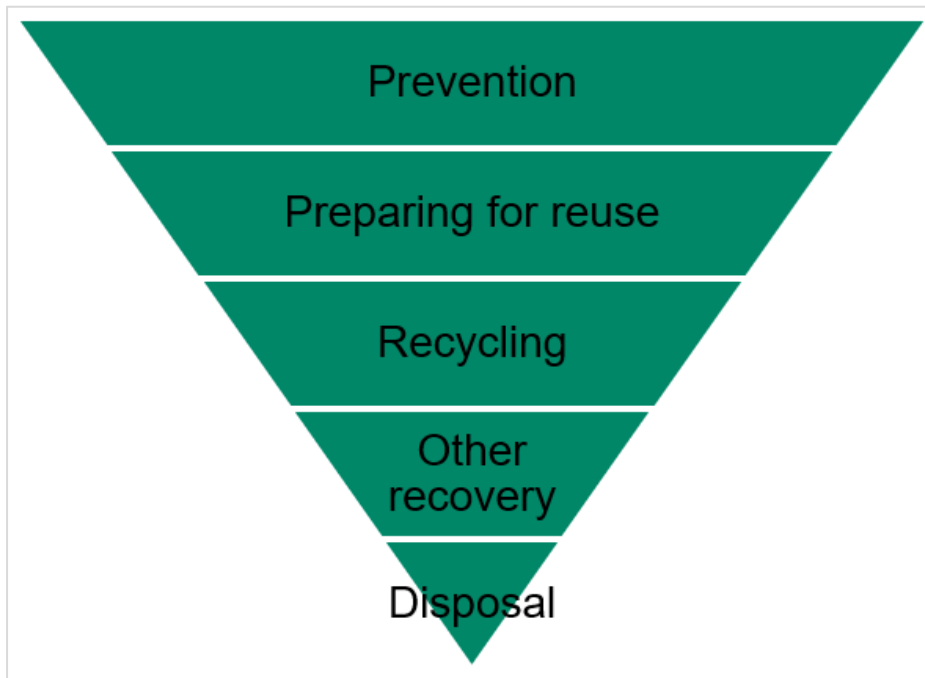 Prevention
Preparing for reuse
Recycling
Other
recovery
Disposal